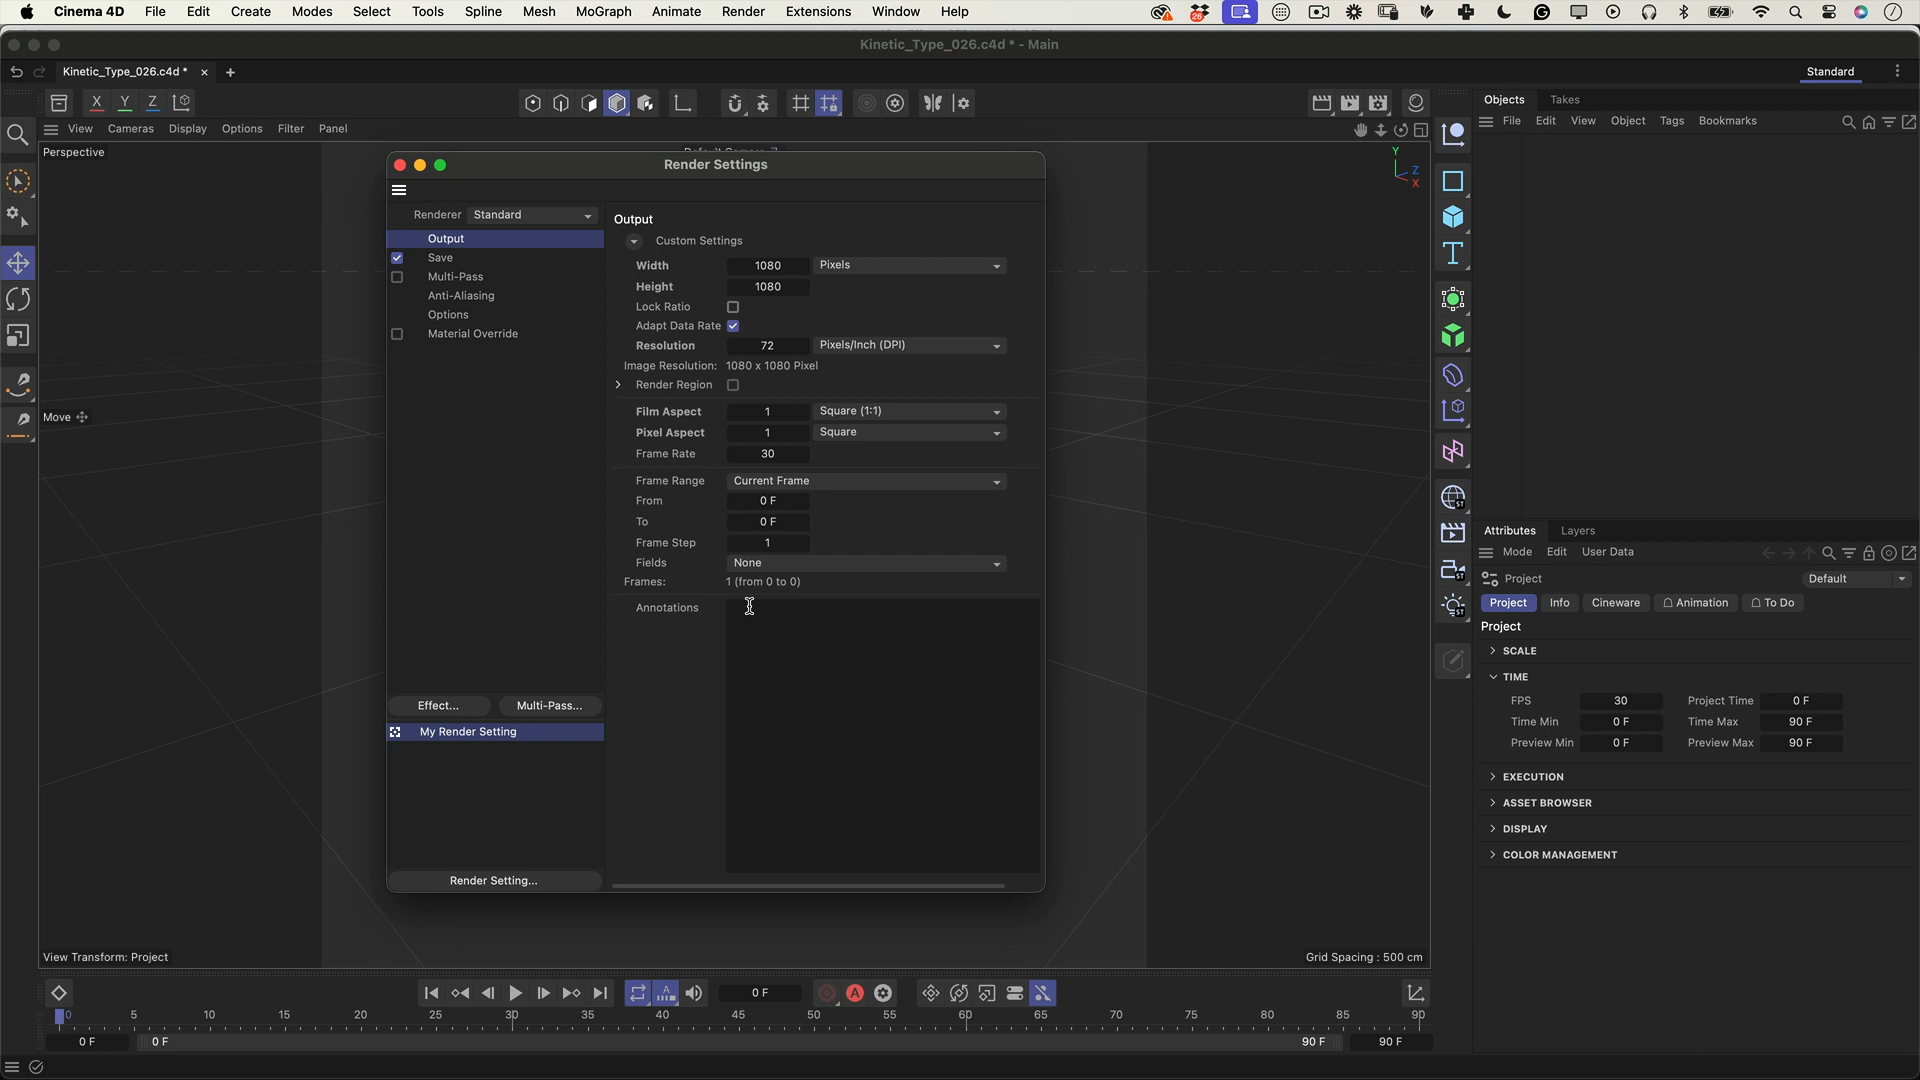 Cinema 4D File Edit Create Modes Select Tools Spline Mesh MoGraph Animate Render Extensions Window Help
26
Kinetic_Type_026.c4d * - Main
Kinetic_Type_026.c4d *
Standard
X Y Z
Objects Takes
View Cameras Display Options Filter Panel
File Edit View Object Tags Bookmarks
Perspective
Y
Z
X
Render Settings
Renderer Standard
Output
Save
Multi-Pass
Anti-Aliasing
Options
Material Override
Effect...
Multi-Pass...
My Render Setting
Render Setting...
Output
Custom Settings
Width 1080 Pixels
Height 1080
Lock Ratio
Adapt Data Rate
Resolution 72 Pixels/Inch (DPI)
Image Resolution: 1080 x 1080 Pixel
Render Region
Film Aspect 1 Square (1:1)
Pixel Aspect 1 Square
Frame Rate 30
Frame Range Current Frame
From 0 F
To 0 F
Frame Step 1
Fields None
Frames: 1 (from 0 to 0)
Annotations
Move
T
ST
ST
ST
Attributes Layers
Mode Edit User Data
Project Default
Project Info Cineware Animation To Do
Project
SCALE
TIME
FPS 30 Project Time 0 F
Time Min 0 F Time Max 90 F
Preview Min 0 F Preview Max 90 F
EXECUTION
ASSET BROWSER
DISPLAY
COLOR MANAGEMENT
View Transform: Project
Grid Spacing : 500 cm
A
0 F
A
0 5 10 15 20 25 30 35 40 45 50 55 60 65 70 75 80 85 90
0 F 0 F 90 F 90 F